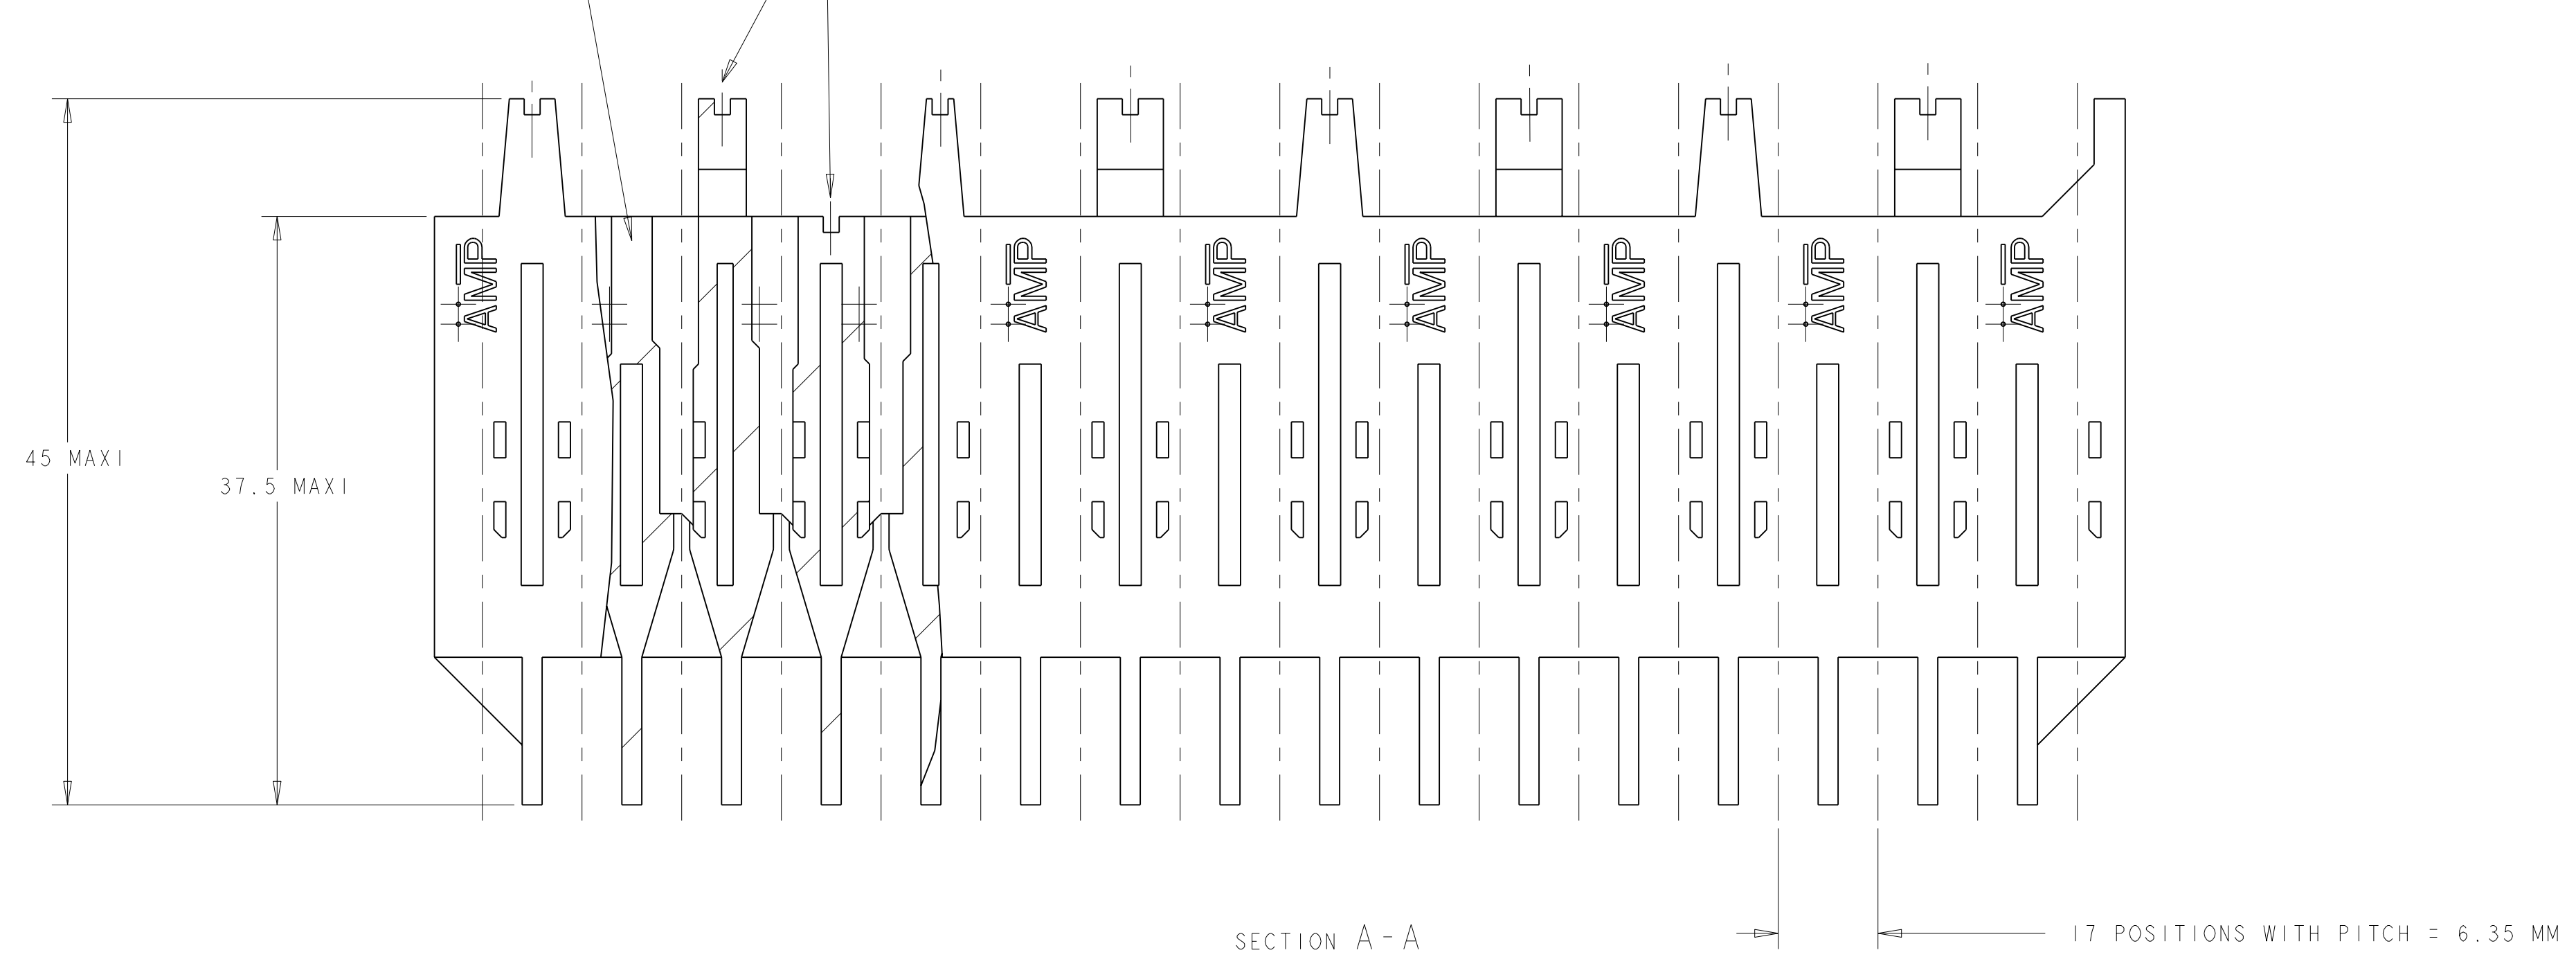 AMP AMP AMP AMP AMP AMP AMP
45 MAXI
37.5 MAXI
SECTION A-A
17 POSITIONS WITH PITCH = 6.35 MM